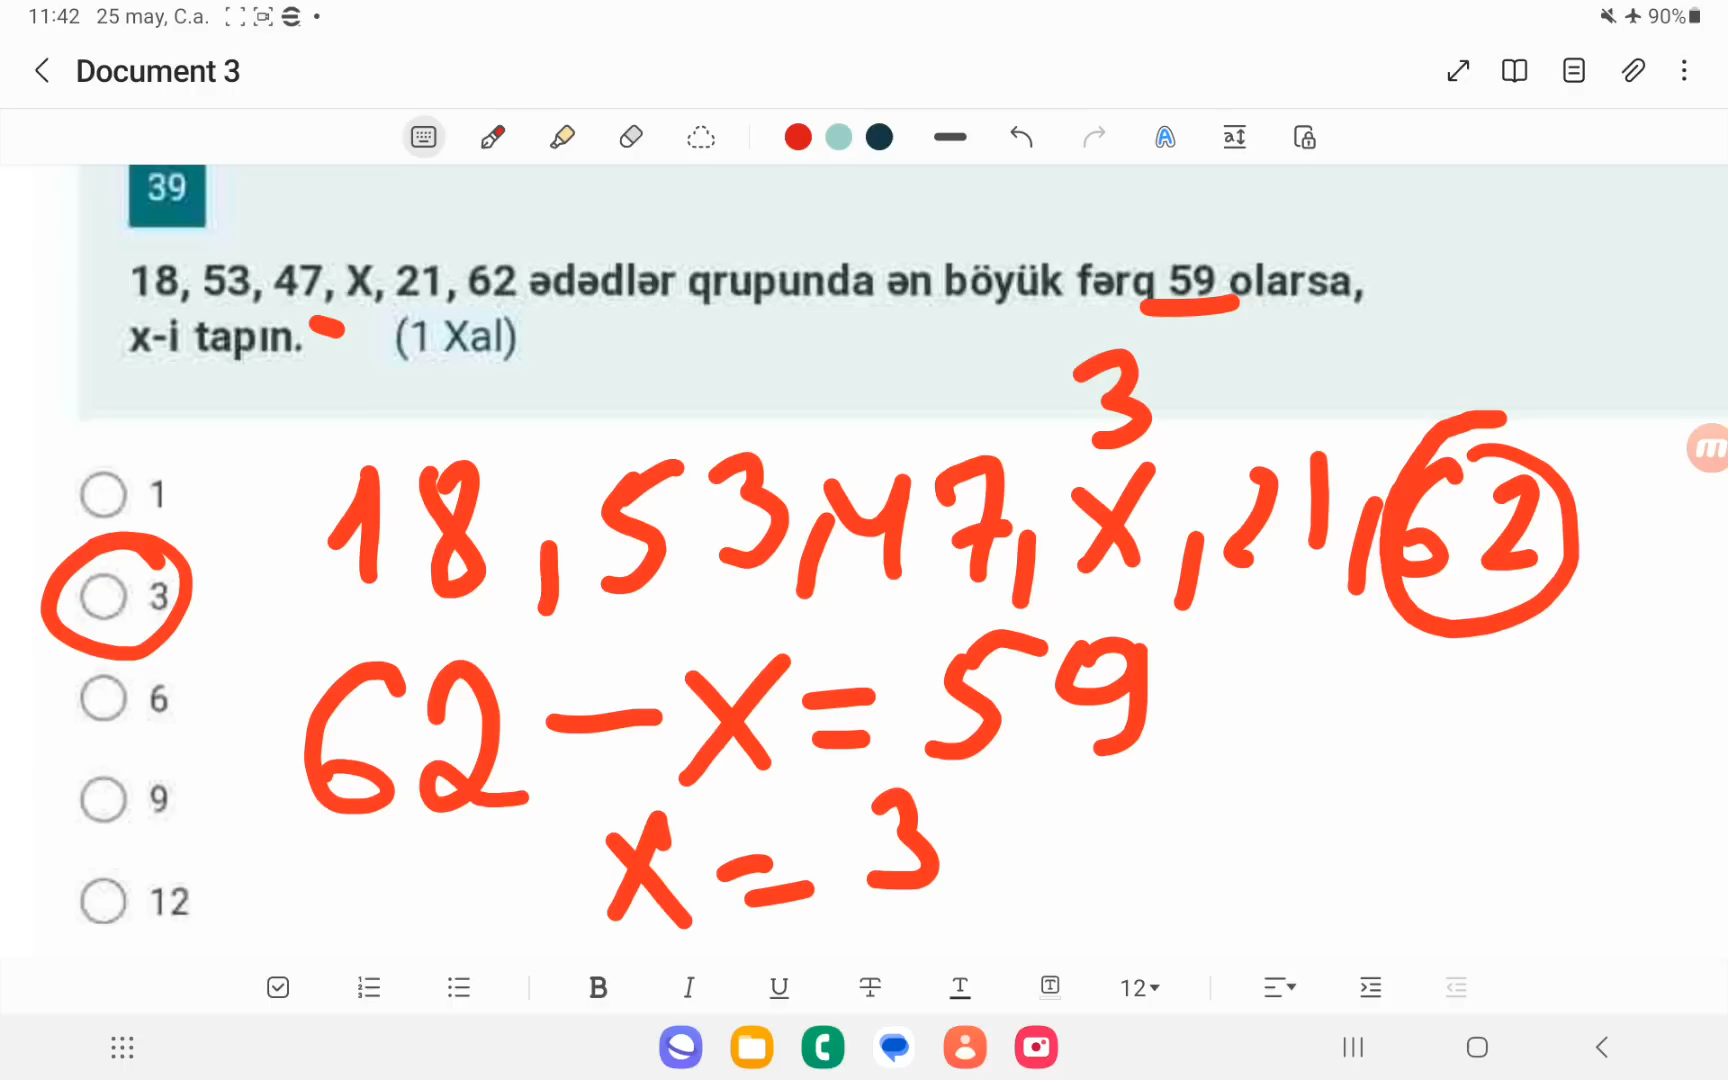 11:42 25 may, C.a. 90%
Document 3
39
18, 53, 47, X, 21, 62 ədədlər qrupunda ən böyük fərq 59 olarsa,
x-i tapın. (1 Xal)
3
1
18, 53, 47, x, 21, 62
3
62 - x = 59
6
9
x = 3
12
B I U T T T 12